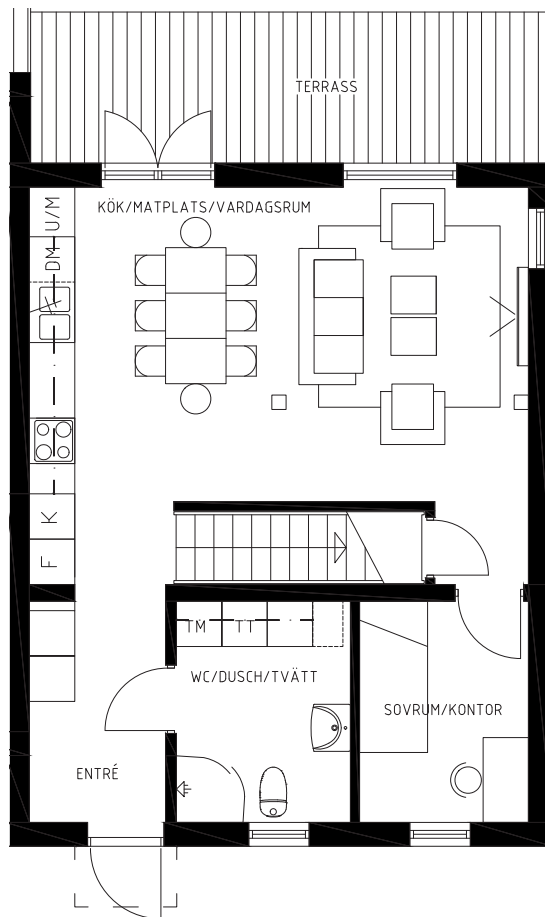 TERRASS
KÖK/MATPLATS/VARDAGSRUM
U/M
DM
K
F
TM
TT
WC/DUSCH/TVÄTT
SOVRUM/KONTOR
ENTRÉ